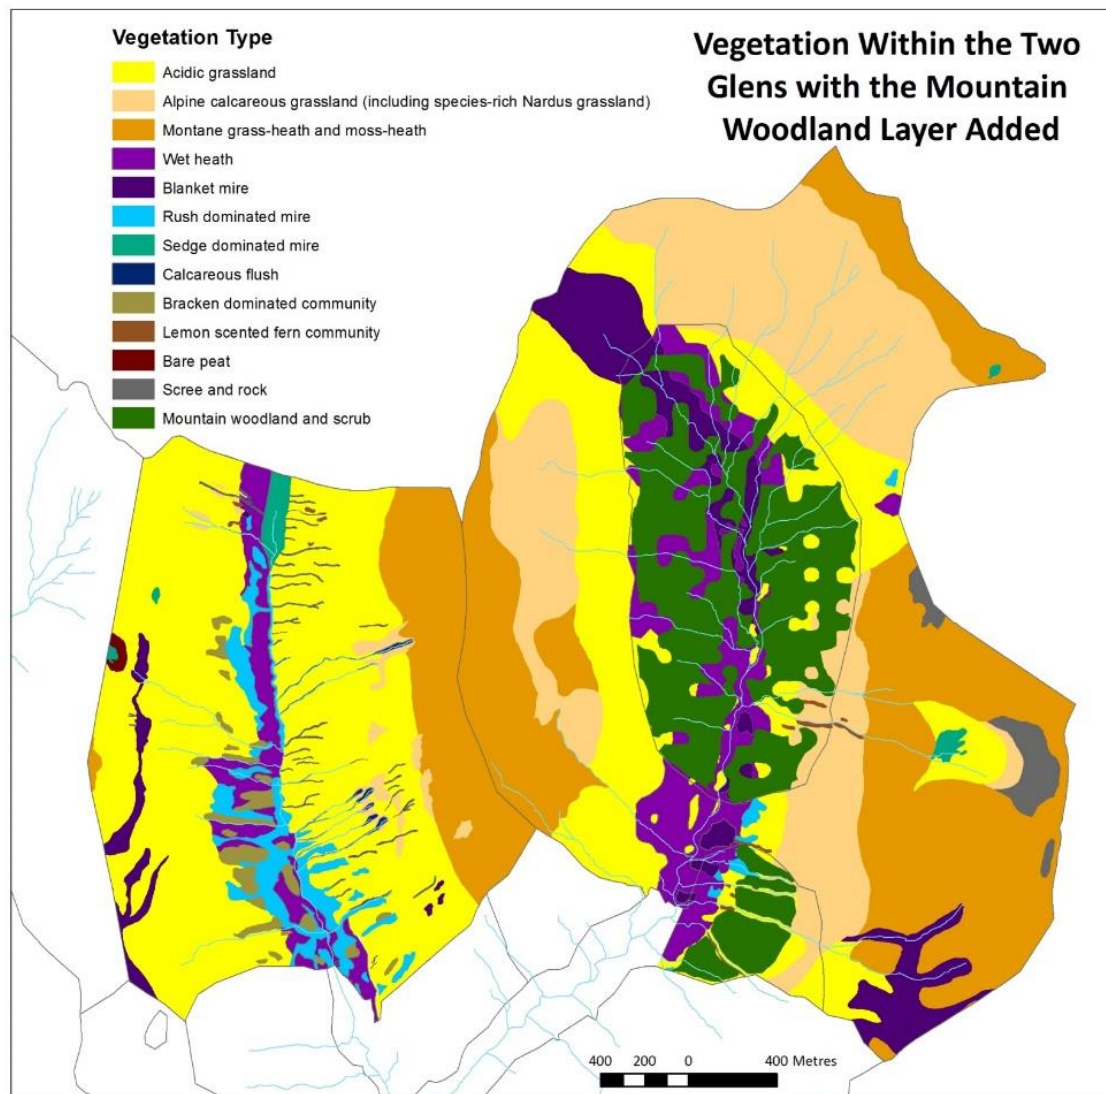 Vegetation Within the Two
Glens with the Mountain
Woodland Layer Added
Vegetation Type
Acidic grassland
Alpine calcareous grassland (including species-rich Nardus grassland)
Montane grass-heath and moss-heath
Wet heath
Blanket mire
Rush dominated mire
Sedge dominated mire
Calcareous flush
Bracken dominated community
Lemon scented fern community
Bare peat
Scree and rock
Mountain woodland and scrub
400 200 0 400 Metres